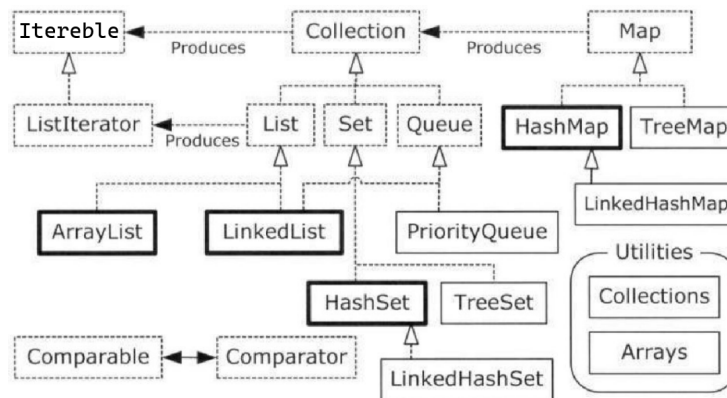 Itereble
Produces
Collection
Produces
Map
ListIterator
Produces
List
Set
Queue
HashMap
TreeMap
ArrayList
LinkedList
PriorityQueue
LinkedHashMap
Utilities
HashSet
TreeSet
Collections
Comparable
Comparator
LinkedHashSet
Arrays